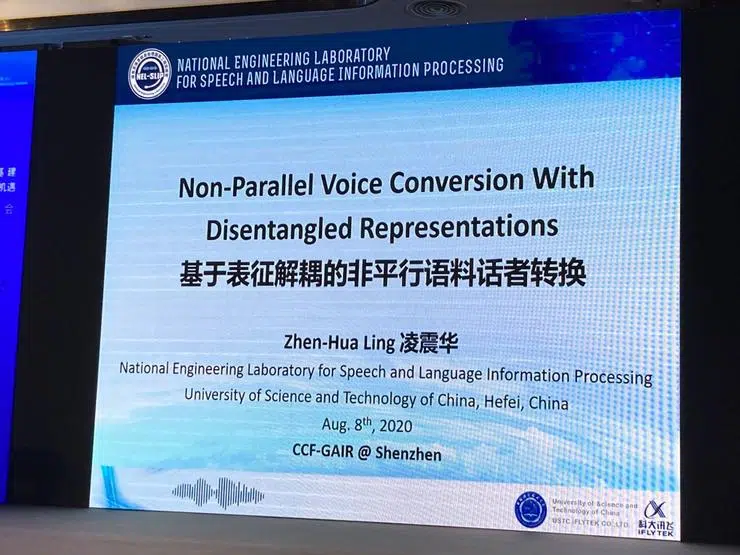 NATIONAL ENGINEERING LABORATORY
FOR SPEECH AND LANGUAGE INFORMATION PROCESSING
NEL-SLIP
基建
机遇
会
Non-Parallel Voice Conversion With
Disentangled Representations
基于表征解耦的非平行语料话者转换
Zhen-Hua Ling 凌震华
National Engineering Laboratory for Speech and Language Information Processing
University of Science and Technology of China, Hefei, China
Aug. 8th, 2020
CCF-GAIR @ Shenzhen
University of Science and
Technology of China
USTC iFLYTEK CO.,LTD.
科大讯飞
iFLYTEK